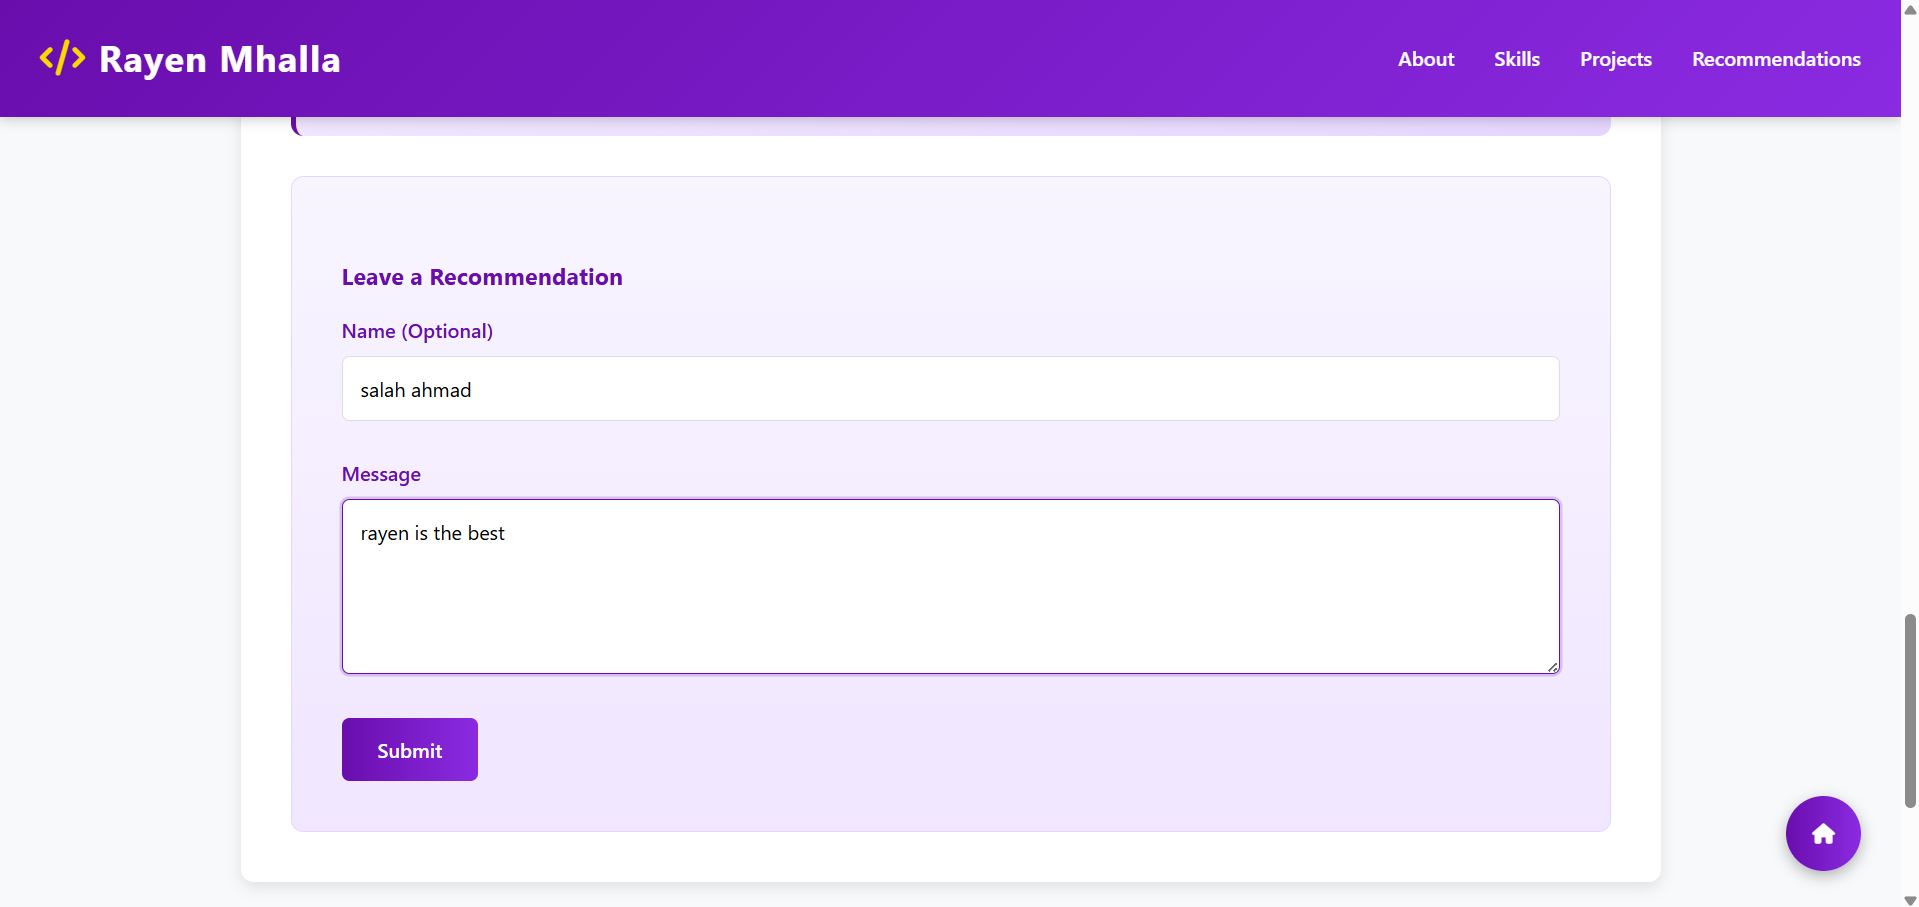 </> Rayen Mhalla
About Skills Projects Recommendations
Leave a Recommendation
Name (Optional)
salah ahmad
Message
rayen is the best
Submit